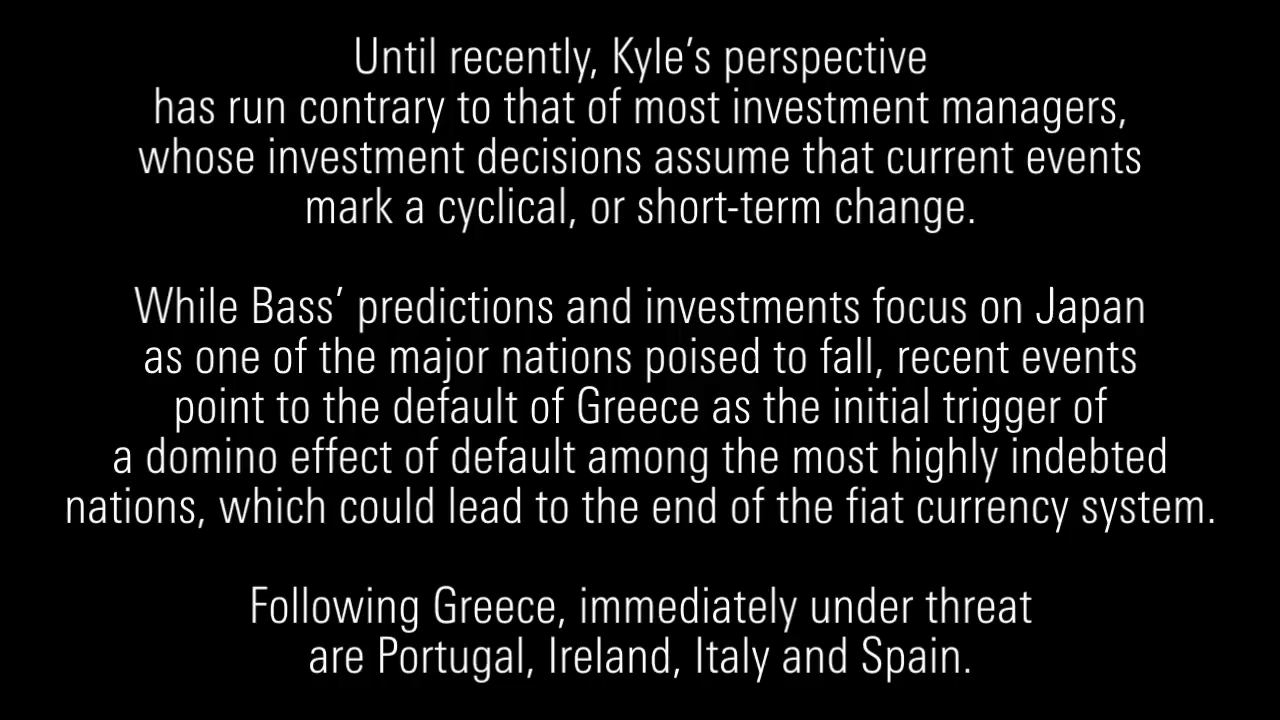 Until recently, Kyle’s perspective
has run contrary to that of most investment managers,
whose investment decisions assume that current events
mark a cyclical, or short-term change.
While Bass’ predictions and investments focus on Japan
as one of the major nations poised to fall, recent events
point to the default of Greece as the initial trigger of
a domino effect of default among the most highly indebted
nations, which could lead to the end of the fiat currency system.
Following Greece, immediately under threat
are Portugal, Ireland, Italy and Spain.